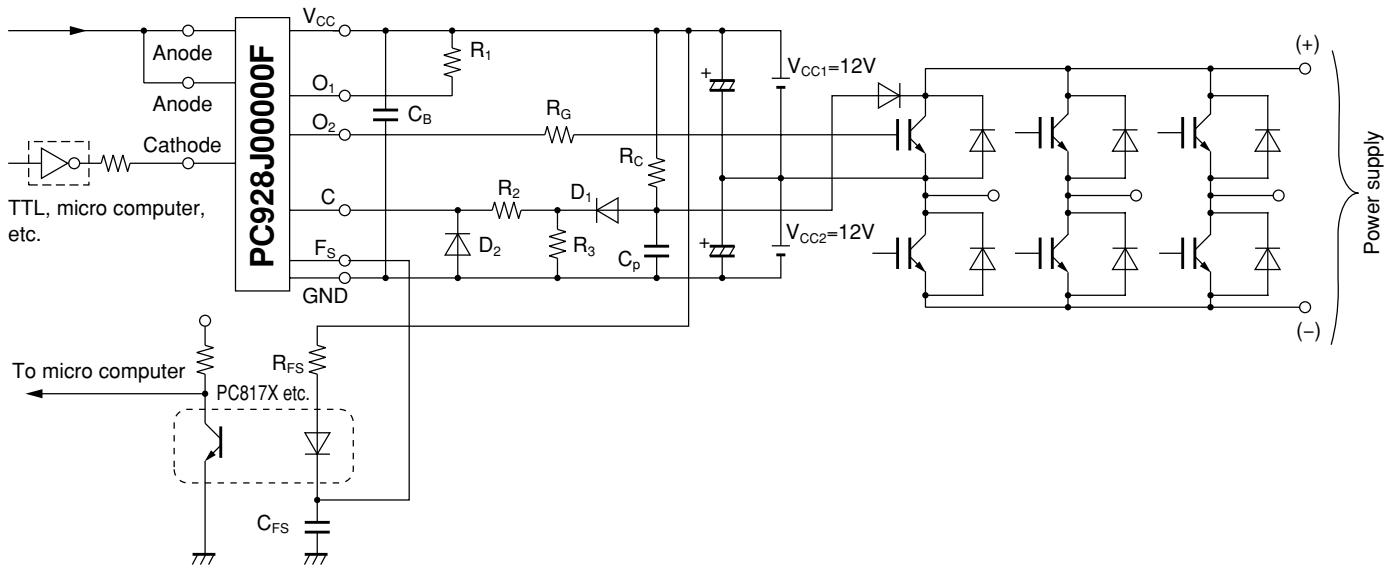 V_CC
Anode
R_1
(+)
V_CC1=12V
O_1
Anode
C_B
R_G
O_2
PC928J00000F
Cathode
R_C
C
R_2
D_1
TTL, micro computer,
etc.
D_2
R_3
C_p
V_CC2=12V
Power supply
F_S
GND
(−)
R_FS
To micro computer
PC817X etc.
C_FS
+
+